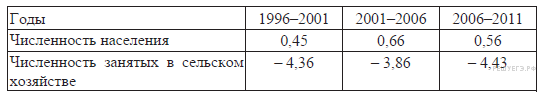 Годы 1996–2001 2001–2006 2006–2011
Численность населения 0,45 0,66 0,56
Численность занятых в сельском – 4,36 – 3,86 – 4,43
хозяйстве